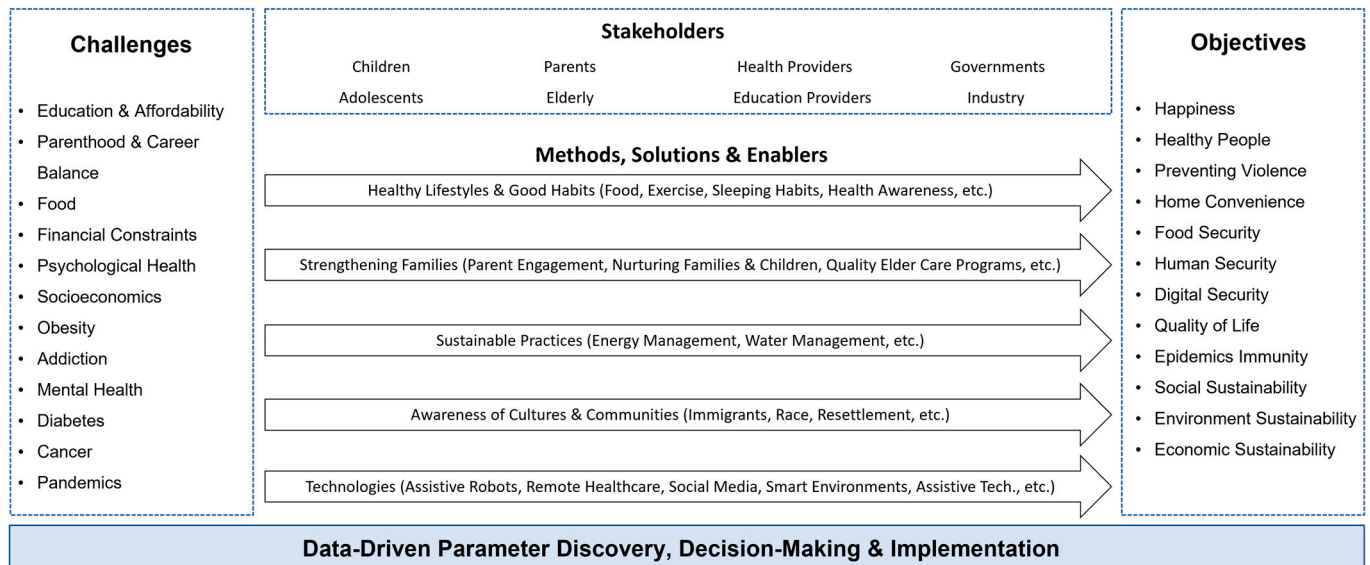 Challenges
• Education & Affordability
• Parenthood & Career
Balance
• Food
• Financial Constraints
• Psychological Health
• Socioeconomics
• Obesity
• Addiction
• Mental Health
• Diabetes
• Cancer
• Pandemics
Stakeholders
Children Parents Health Providers Governments
Adolescents Elderly Education Providers Industry
Methods, Solutions & Enablers
Healthy Lifestyles & Good Habits (Food, Exercise, Sleeping Habits, Health Awareness, etc.)
Strengthening Families (Parent Engagement, Nurturing Families & Children, Quality Elder Care Programs, etc.)
Sustainable Practices (Energy Management, Water Management, etc.)
Awareness of Cultures & Communities (Immigrants, Race, Resettlement, etc.)
Technologies (Assistive Robots, Remote Healthcare, Social Media, Smart Environments, Assistive Tech., etc.)
Objectives
• Happiness
• Healthy People
• Preventing Violence
• Home Convenience
• Food Security
• Human Security
• Digital Security
• Quality of Life
• Epidemics Immunity
• Social Sustainability
• Environment Sustainability
• Economic Sustainability
Data-Driven Parameter Discovery, Decision-Making & Implementation